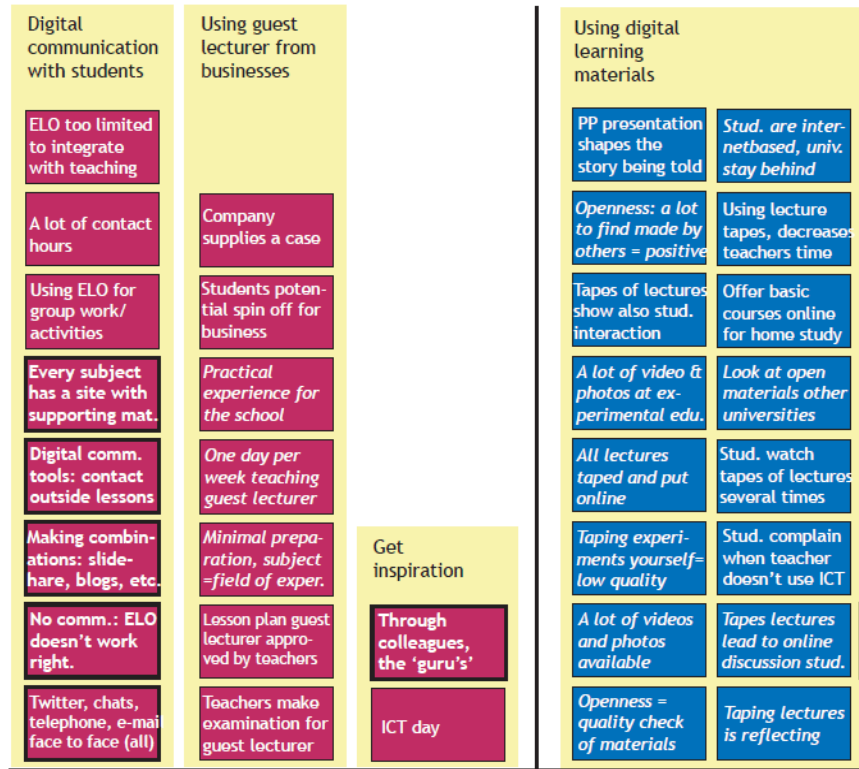 Digital
communication
with students
ELO too limited
to integrate
with teaching
A lot of contact
hours
Using ELO for
group work/
activities
Every subject
has a site with
supporting mat.
Digital comm.
tools: contact
outside lessons
Making combin-
ations: slide-
hare, blogs, etc.
No comm.: ELO
doesn't work
right.
Twitter, chats,
telephone, e-mai
face to face (all)
Using guest
lecturer from
businesses
Company
supplies a case
Students poten-
tial spin off for
business
Practical
experience for
the school
One day per
week teaching
guest lecturer
Minimal prepa-
ration, subject
=field of exper.
Lesson plan guest
lecturer appro-
ved by teachers
Teachers make
examination for
guest lecturer
Get
inspiration
Through
colleagues,
the 'guru's'
ICT day
Using digital
learning
materials
PP presentation
shapes the
story being told
Openness: a lot
to find made by
others = positive
Tapes of lectures
show also stud.
interaction
A lot of video &
photos at ex-
perimental edu.
All lectures
taped and put
online
Taping experi-
ments yourself=
low quality
A lot of videos
and photos
available
Openness =
quality check
of materials
Stud. are inter-
netbased, univ.
stay behind
Using lecture
tapes, decreases
teachers time
Offer basic
courses online
for home study
Look at open
materials other
universities
Stud. watch
tapes of lectures
several times
Stud. complain
when teacher
doesn't use ICT
Tapes lectures
lead to online
discussion stud.
Taping lectures
is reflecting